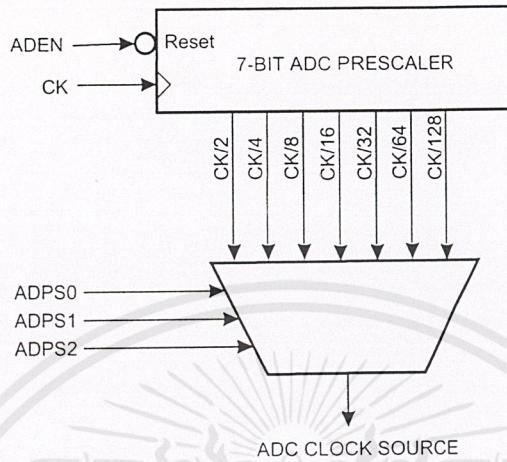 ADEN
Reset
7-BIT ADC PRESCALER
CK
CK/2
CK/4
CK/8
CK/16
CK/32
CK/64
CK/128
ADPS0
ADPS1
ADPS2
ADC CLOCK SOURCE